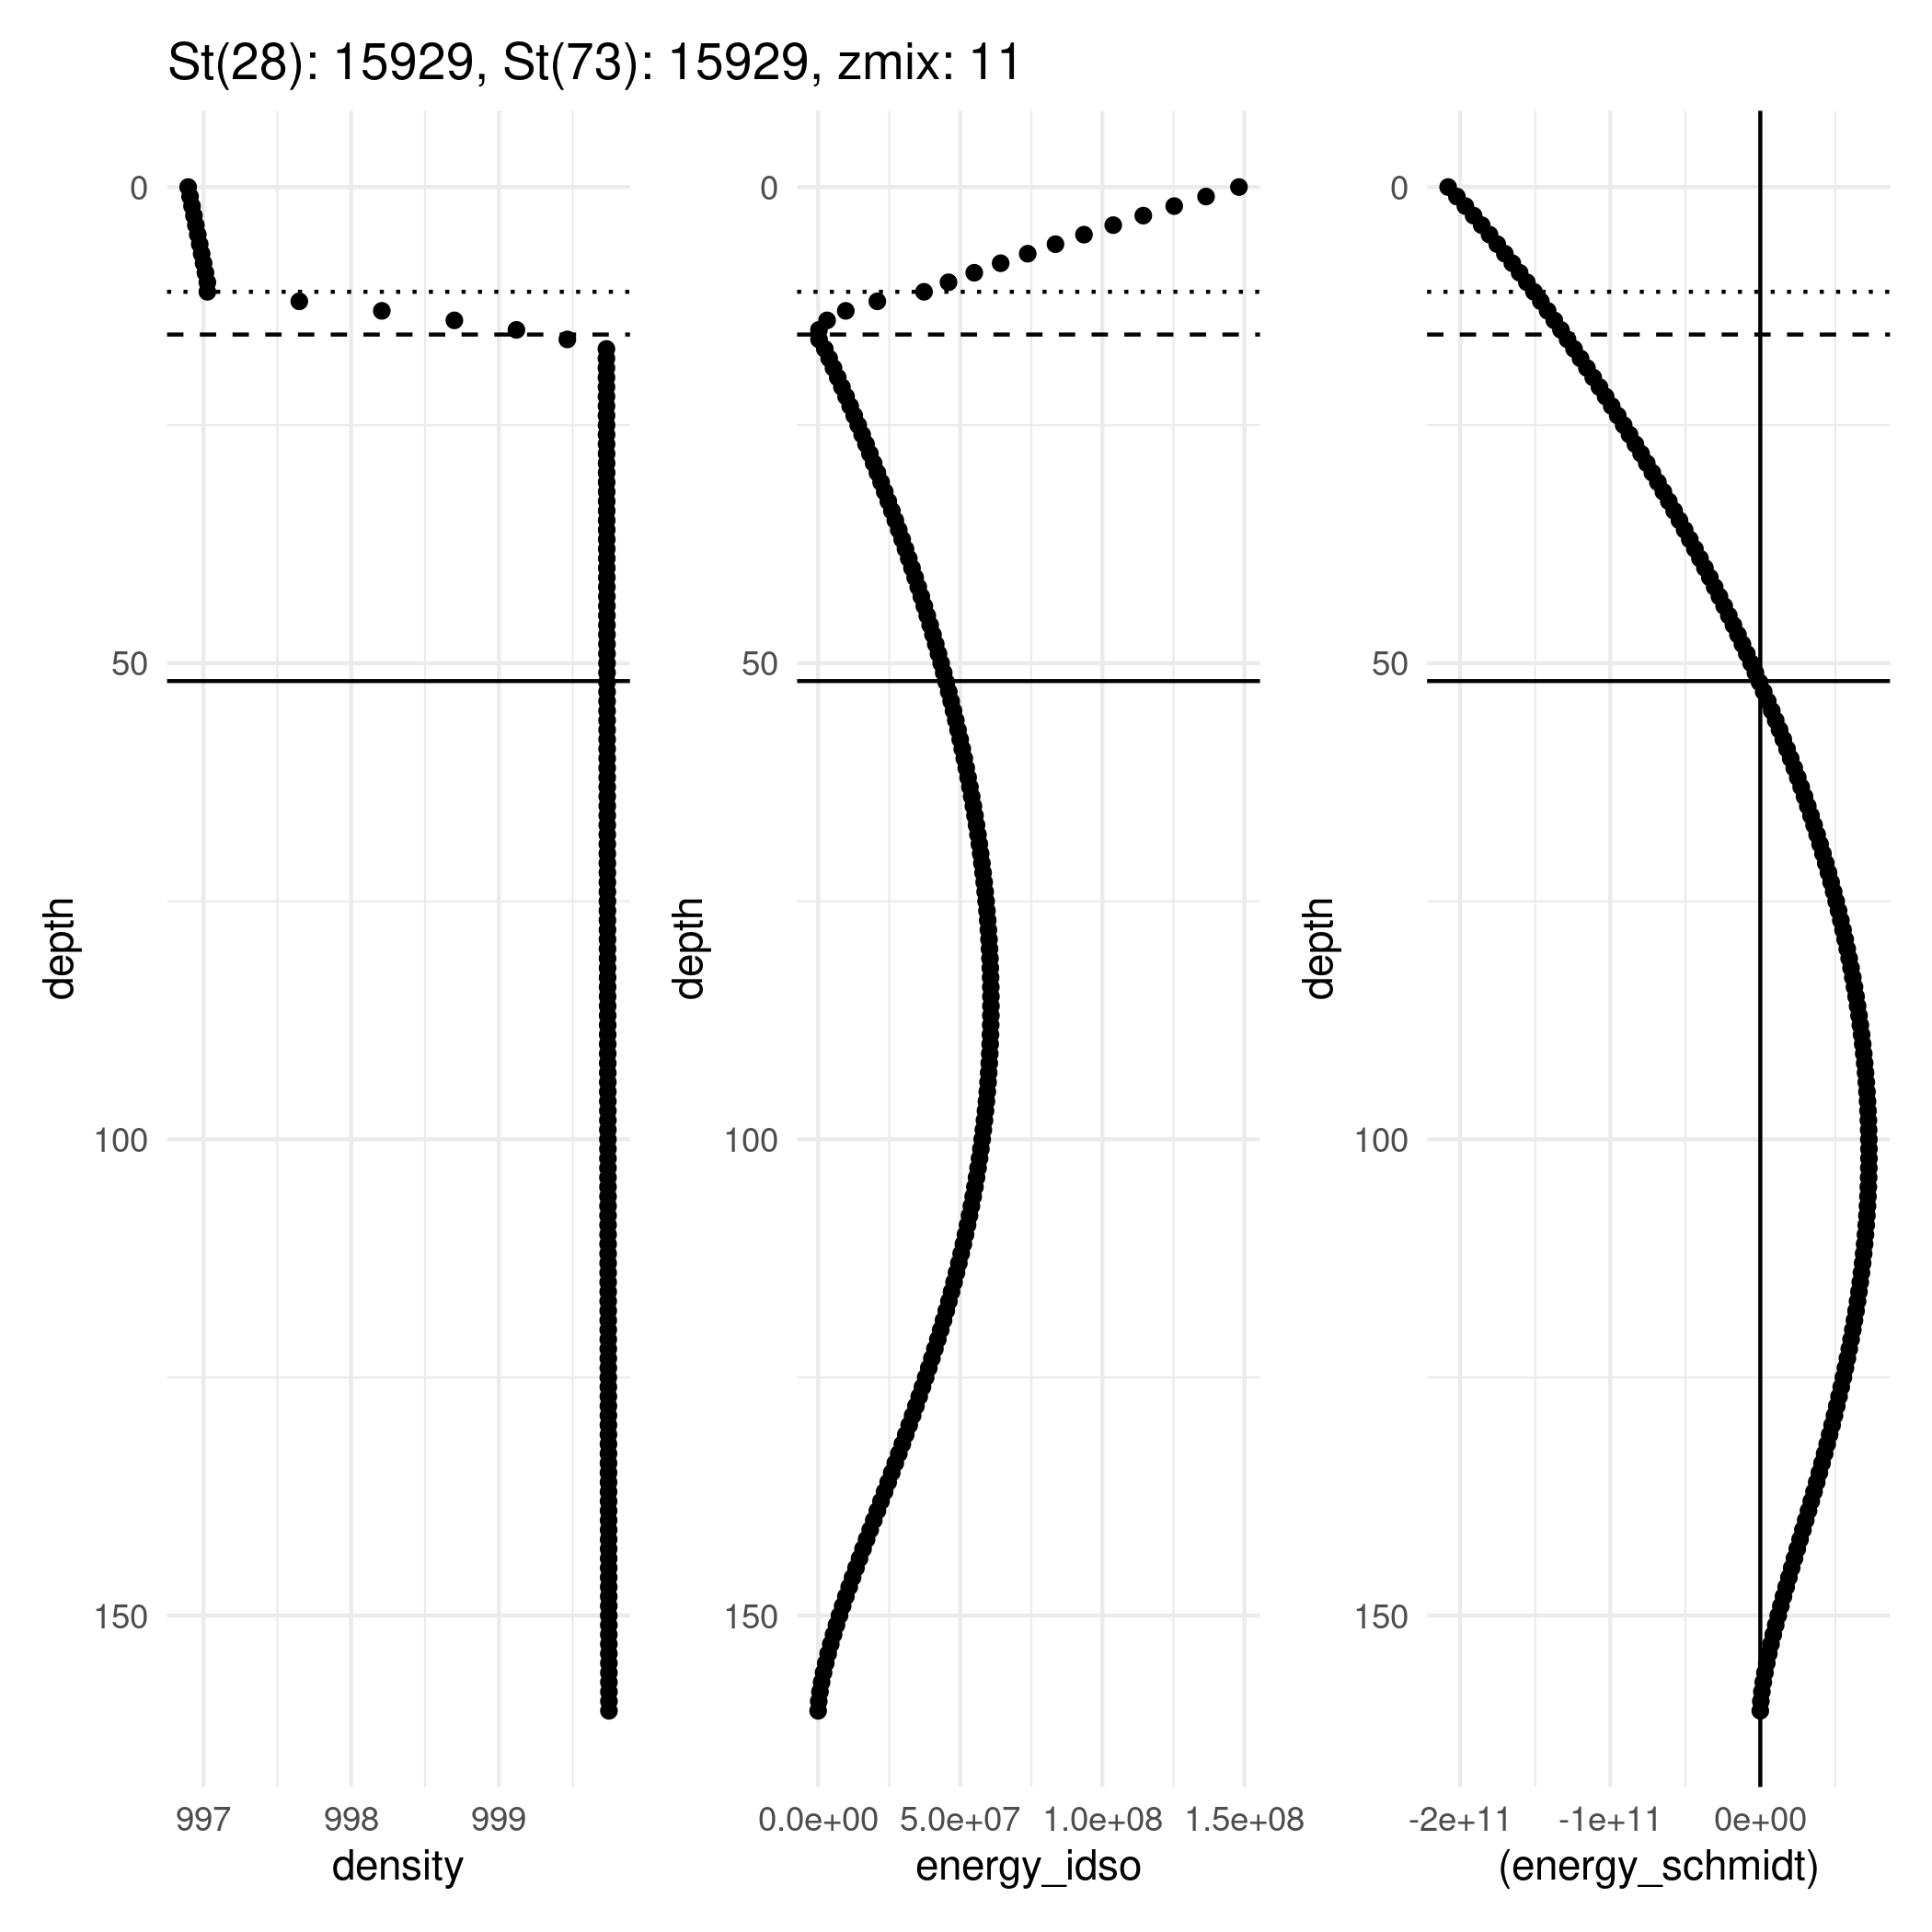 St(28): 15929, St(73): 15929, zmix: 11
depth
0
50
100
150
997 998 999
density
depth
0
50
100
150
0.0e+00 5.0e+07 1.0e+08 1.5e+08
energy_idso
depth
0
50
100
150
-2e+11 -1e+11 0e+00
(energy_schmidt)